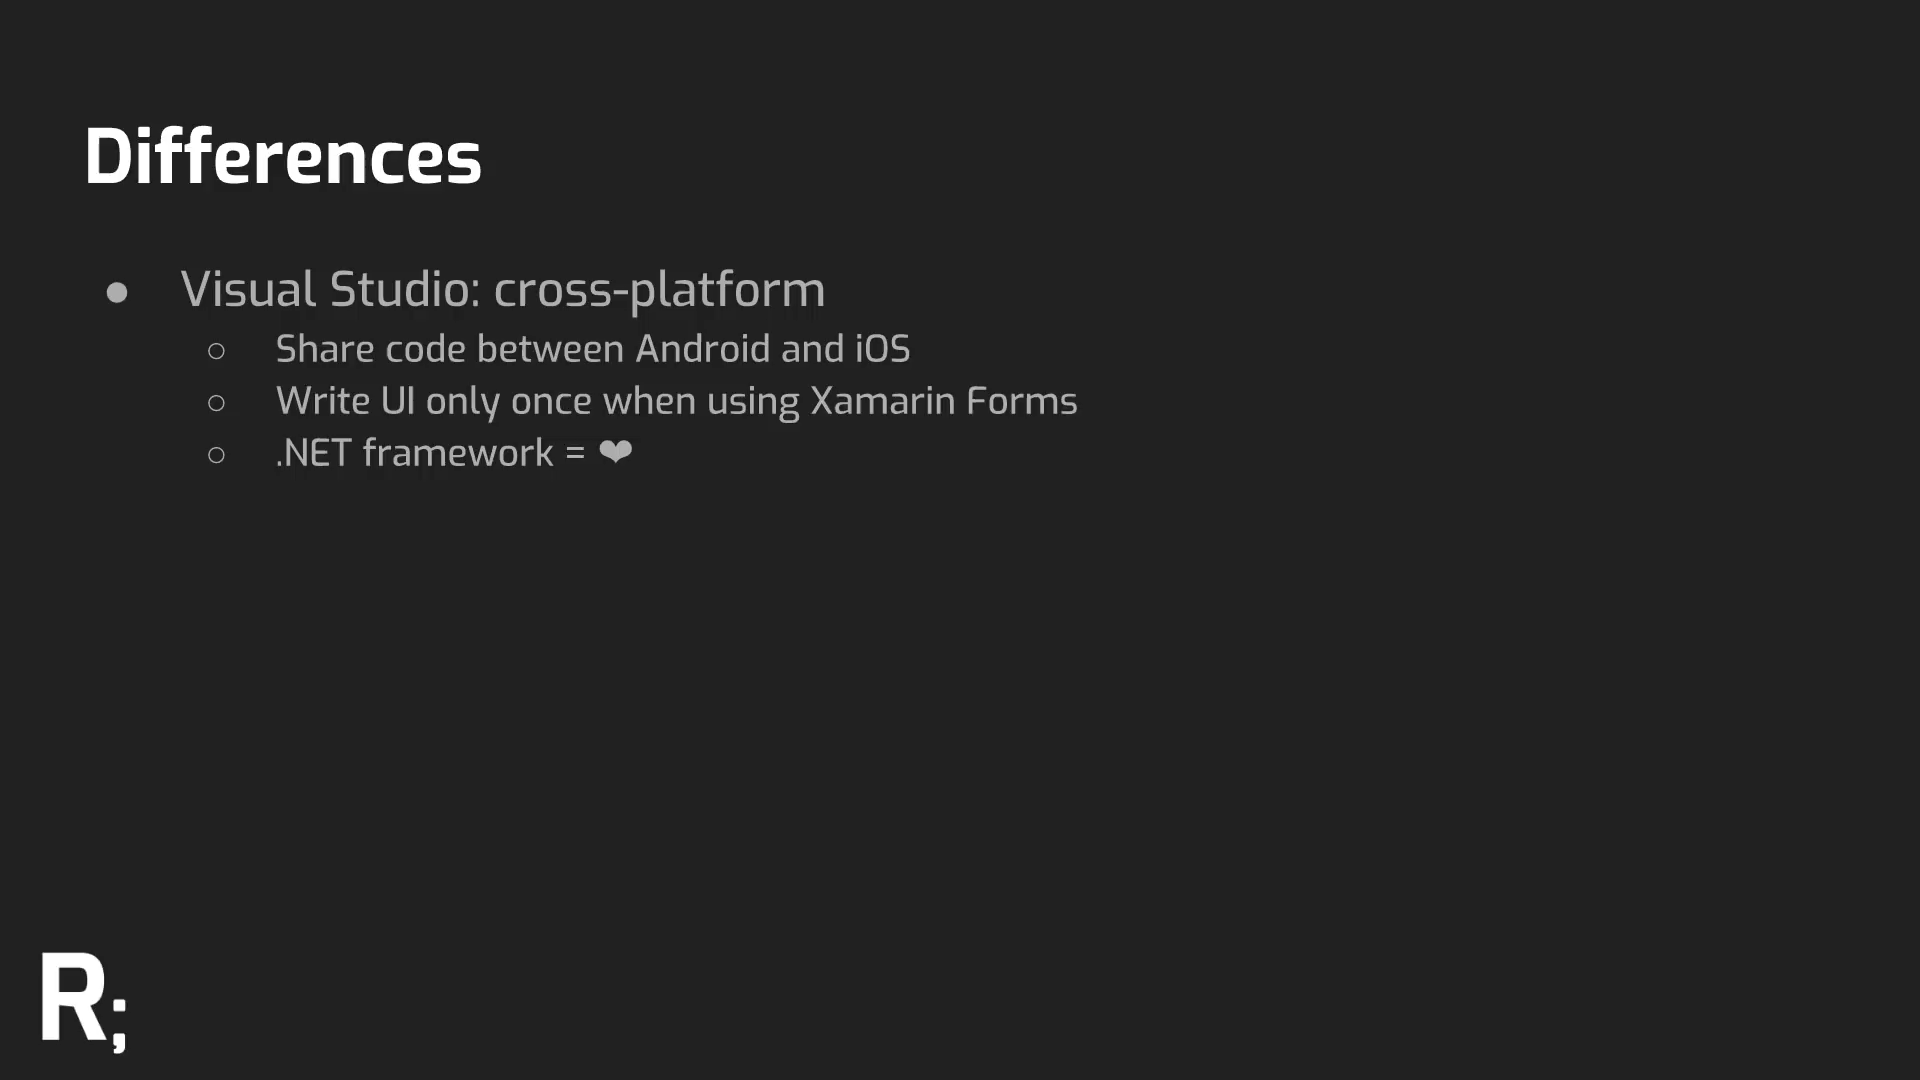 Differences
● Visual Studio: cross-platform
○ Share code between Android and iOS
○ Write UI only once when using Xamarin Forms
○ .NET framework = ❤
R;